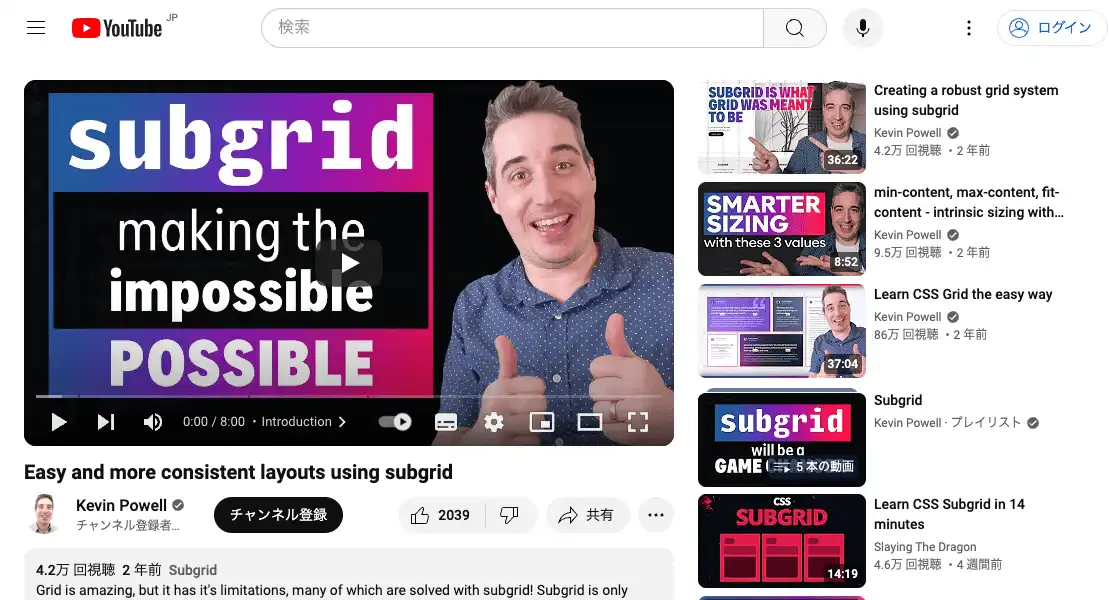 YouTube JP
検索
ログイン
subgrid
making the
impossible
POSSIBLE
0:00 / 8:00 ・ Introduction
Easy and more consistent layouts using subgrid
Kevin Powell
チャンネル登録者...
チャンネル登録
2039
共有
4.2万 回視聴 2 年前 Subgrid
Grid is amazing, but it has it's limitations, many of which are solved with subgrid! Subgrid is only
SUBGRID IS WHAT
GRID WAS MEANT
TO BE
36:22
Creating a robust grid system
using subgrid
Kevin Powell
4.2万 回視聴 ・2 年前
SMARTER
SIZING
with these 3 values
8:52
min-content, max-content, fit-
content - intrinsic sizing with...
Kevin Powell
9.5万 回視聴 ・2 年前
37:04
Learn CSS Grid the easy way
Kevin Powell
86万 回視聴 ・2 年前
subgrid
will be a
GAME
5 本の動画
Subgrid
Kevin Powell · プレイリスト
CSS
SUBGRID
14:19
Learn CSS Subgrid in 14
minutes
Slaying The Dragon
4.6万 回視聴 ・4 週間前